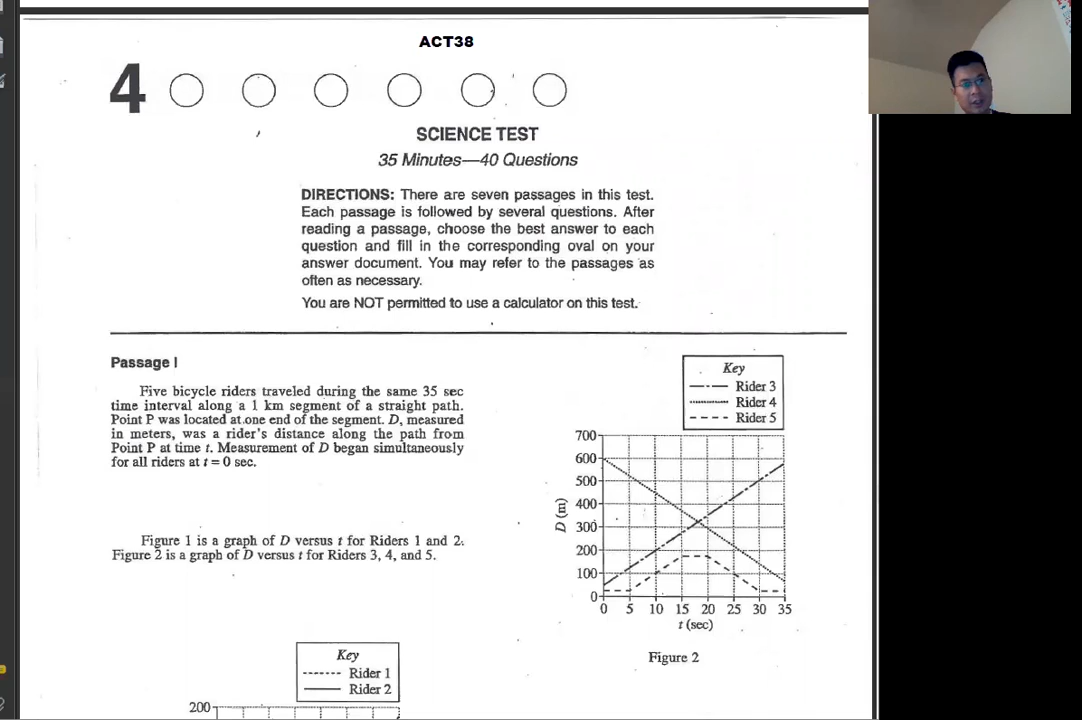 ACT38
4
SCIENCE TEST
35 Minutes—40 Questions
DIRECTIONS: There are seven passages in this test.
Each passage is followed by several questions. After
reading a passage, choose the best answer to each
question and fill in the corresponding oval on your
answer document. You may refer to the passages as
often as necessary.
You are NOT permitted to use a calculator on this test.
Passage I
Five bicycle riders traveled during the same 35 sec
time interval along a 1 km segment of a straight path.
Point P was located at one end of the segment. D, measured
in meters, was a rider's distance along the path from
Point P at time t. Measurement of D began simultaneously
for all riders at t = 0 sec.
Figure 1 is a graph of D versus t for Riders 1 and 2.
Figure 2 is a graph of D versus t for Riders 3, 4, and 5.
Key
Rider 1
Rider 2
200
Key
Rider 3
Rider 4
Rider 5
700
600
500
400
300
200
100
0
D (m)
0 5 10 15 20 25 30 35
t (sec)
Figure 2